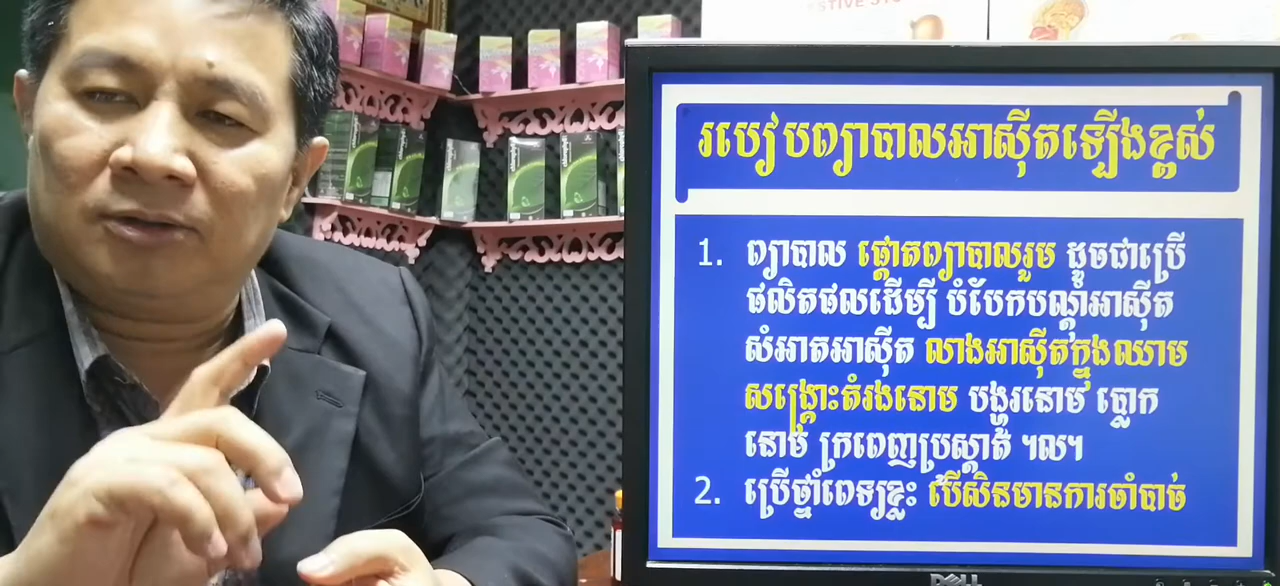 ESTIVE
របៀបព្យាបាលអាស៊ីតឡើងខ្ពស់
1. ព្យាបាល ផ្តោតព្យាបាលរួម ដូចជាប្រើ
ផលិតផលដើម្បី បំបែកបណ្តុំអាស៊ីត
សំអាតអាស៊ីត លាងអាស៊ីតក្នុងឈាម
សង្គ្រោះតំរងនោម បង្ហូរនោម ប្លោក
នោម ក្រពេញប្រស្តាត ។ល។
2. ប្រើថ្នាំពេទ្យខ្លះ បើសិនមានការចាំបាច់
DELL